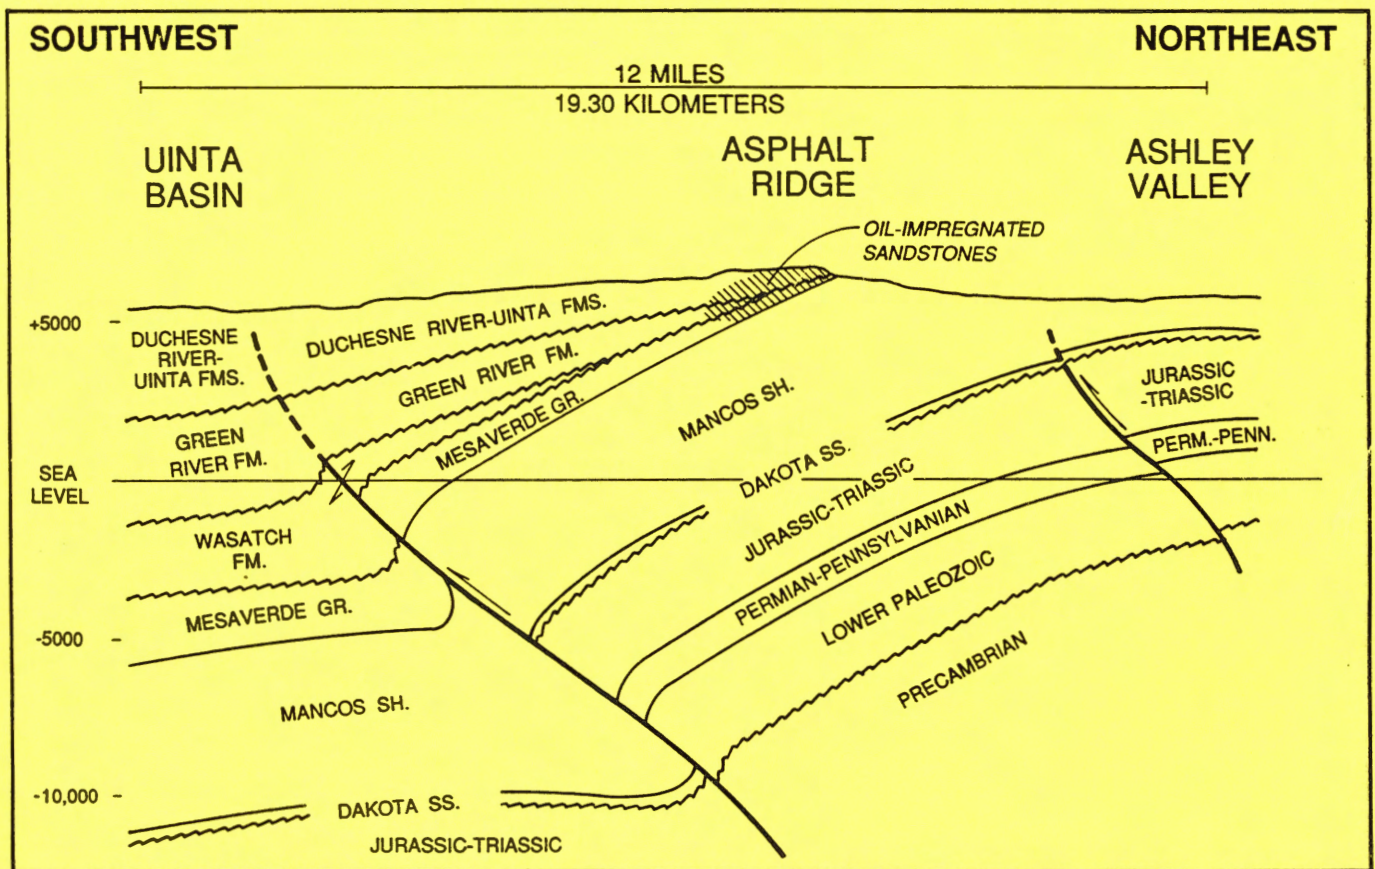 SOUTHWEST
NORTHEAST
12 MILES
19.30 KILOMETERS
UINTA
BASIN
ASPHALT
RIDGE
ASHLEY
VALLEY
OIL-IMPREGNATED
SANDSTONES
+5000
DUCHESNE
RIVER-
UINTA FMS.
DUCHESNE RIVER-UINTA FMS.
GREEN RIVER FM.
MESAVERDE GR.
MANCOS SH.
JURASSIC
-TRIASSIC
PERM.-PENN.
GREEN
RIVER FM.
SEA
LEVEL
DAKOTA SS.
JURASSIC-TRIASSIC
PERMIAN-PENNSYLVANIAN
LOWER PALEOZOIC
PRECAMBRIAN
WASATCH
FM.
MESAVERDE GR.
-5000
MANCOS SH.
-10,000
DAKOTA SS.
JURASSIC-TRIASSIC